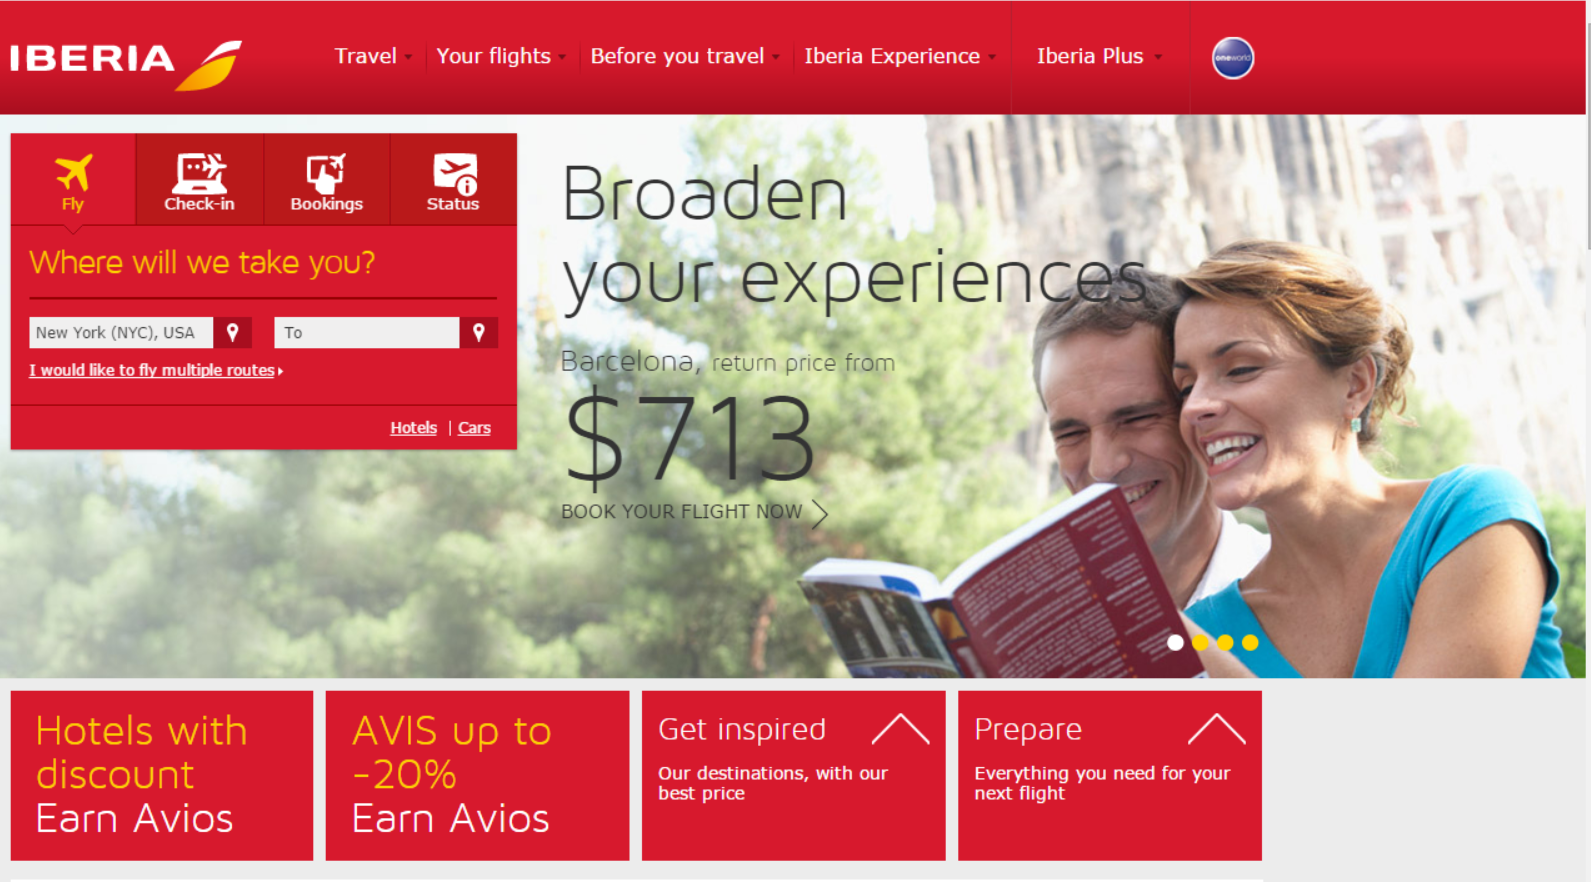 IBERIA
Travel
Your flights
Before you travel
Iberia Experience
Iberia Plus
oneworld
Fly
Check-in
Bookings
Status
Where will we take you?
New York (NYC), USA
To
I would like to fly multiple routes
Hotels | Cars
Broaden
your experiences
Barcelona, return price from
$713
BOOK YOUR FLIGHT NOW
Hotels with
discount
Earn Avios
AVIS up to
-20%
Earn Avios
Get inspired
Our destinations, with our
best price
Prepare
Everything you need for your
next flight